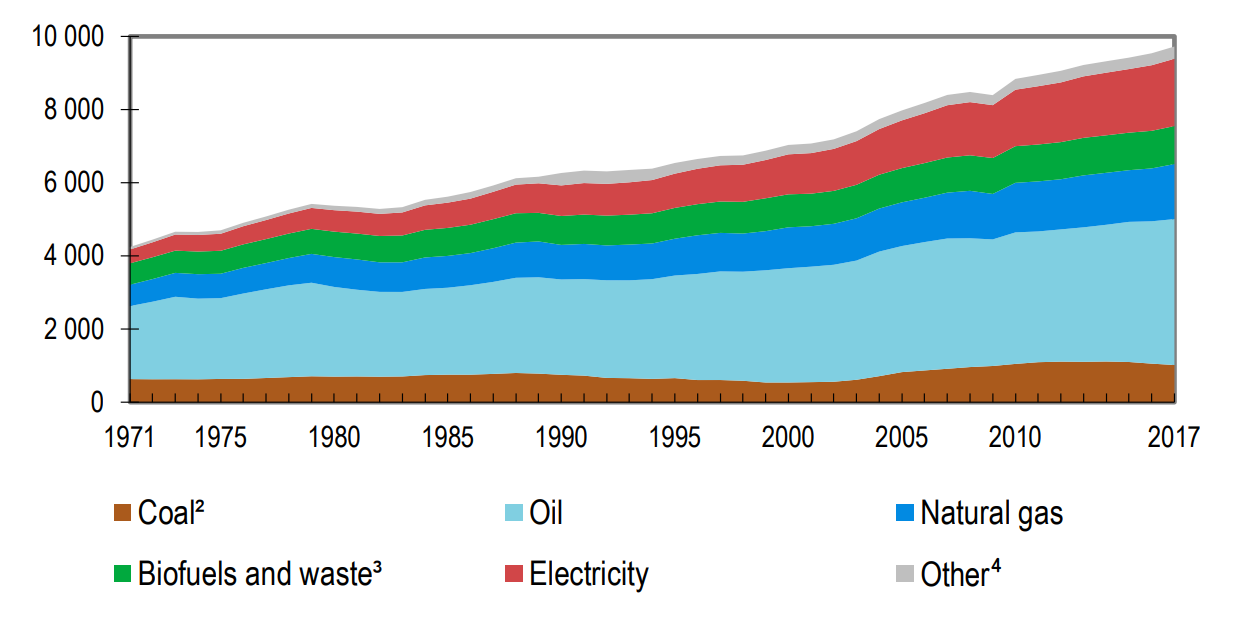 10 000
8 000
6 000
4 000
2 000
0
1971 1975 1980 1985 1990 1995 2000 2005 2010 2017
Coal² Oil Natural gas
Biofuels and waste³ Electricity Other⁴